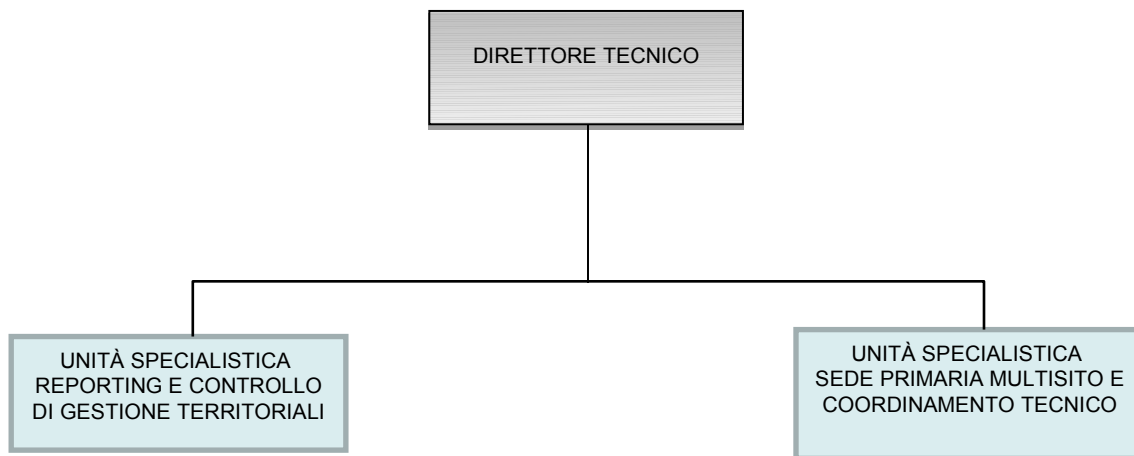 DIRETTORE TECNICO
UNITÀ SPECIALISTICA
REPORTING E CONTROLLO
DI GESTIONE TERRITORIALI
UNITÀ SPECIALISTICA
SEDE PRIMARIA MULTISITO E
COORDINAMENTO TECNICO